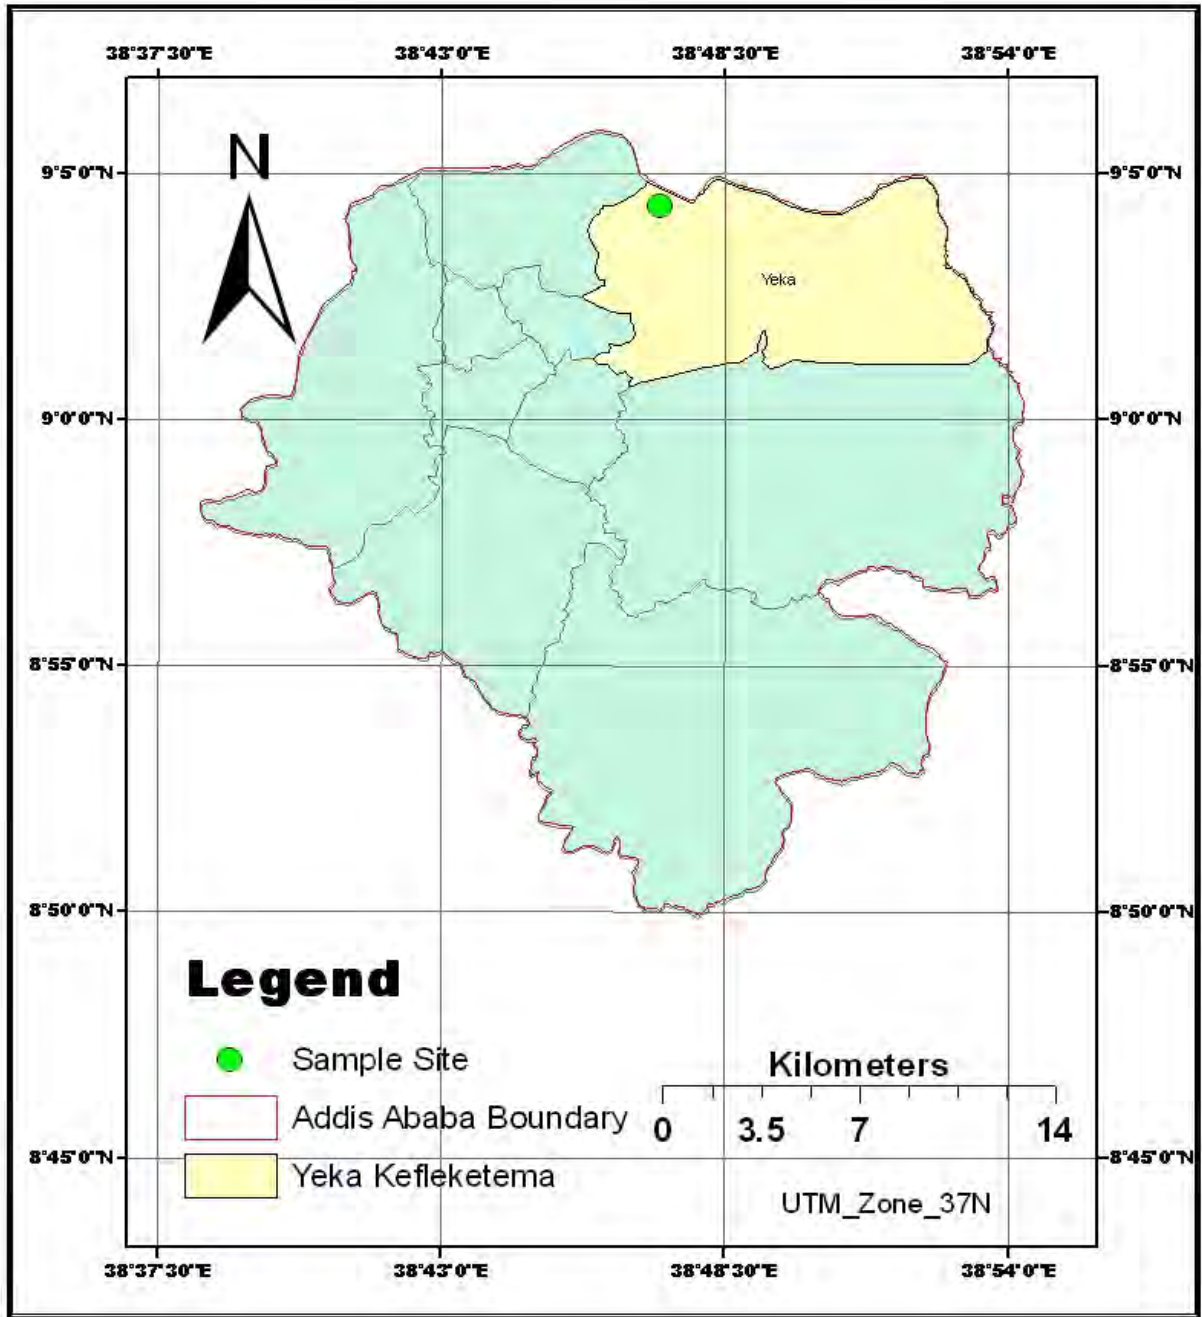 38°37'30"E 38°43'0"E 38°48'30"E 38°54'0"E
N
9°5'0"N 9°5'0"N
Yeka
9°0'0"N 9°0'0"N
8°55'0"N 8°55'0"N
8°50'0"N 8°50'0"N
Legend
Sample Site
Addis Ababa Boundary
Yeka Kefleketema
Kilometers
0 3.5 7 14
8°45'0"N 8°45'0"N
UTM_Zone_37N
38°37'30"E 38°43'0"E 38°48'30"E 38°54'0"E